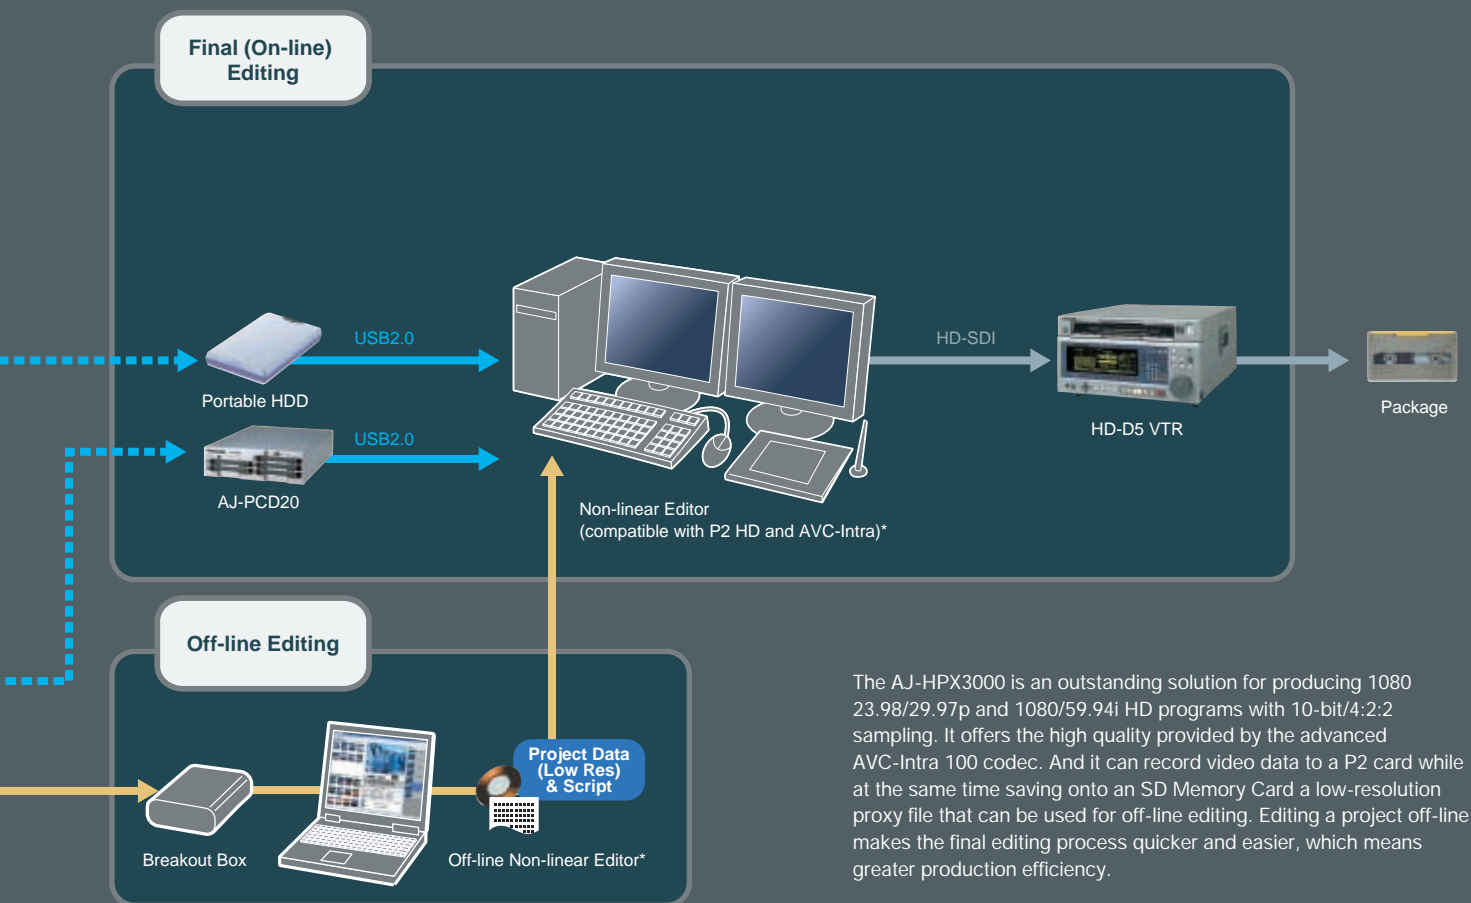 Final (On-line)
Editing
USB2.0
HD-SDI
Portable HDD
Package
HD-D5 VTR
USB2.0
AJ-PCD20
Non-linear Editor
(compatible with P2 HD and AVC-Intra)*
Off-line Editing
Project Data
(Low Res)
& Script
Breakout Box
Off-line Non-linear Editor*
The AJ-HPX3000 is an outstanding solution for producing 1080
23.98/29.97p and 1080/59.94i HD programs with 10-bit/4:2:2
sampling. It offers the high quality provided by the advanced
AVC-Intra 100 codec. And it can record video data to a P2 card while
at the same time saving onto an SD Memory Card a low-resolution
proxy file that can be used for off-line editing. Editing a project off-line
makes the final editing process quicker and easier, which means
greater production efficiency.